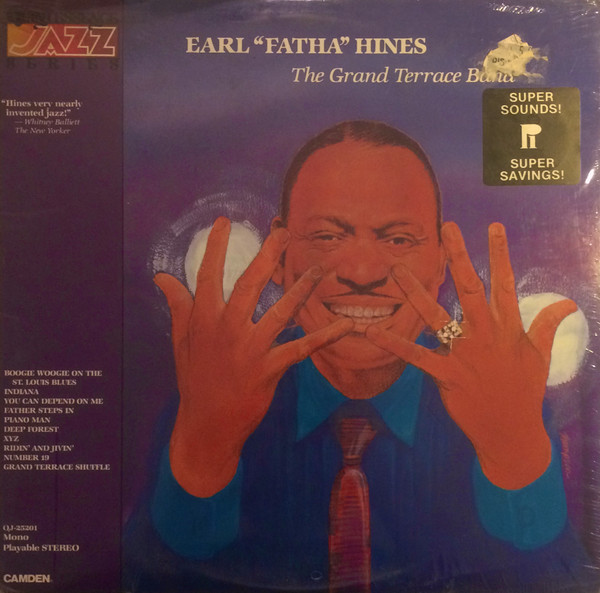 JAZZ
SERIES
EARL “FATHA” HINES
The Grand Terrace Band
SUPER
SOUNDS!
SUPER
SAVINGS!
“Hines very nearly
invented jazz!”
— Whitney Balliett
The New Yorker
BOOGIE WOOGIE ON THE
ST. LOUIS BLUES
INDIANA
YOU CAN DEPEND ON ME
FATHER STEPS IN
PIANO MAN
DEEP FOREST
XYZ
RIDIN' AND JIVIN'
NUMBER 19
GRAND TERRACE SHUFFLE
QJ-25201
Mono
Playable STEREO
CAMDEN